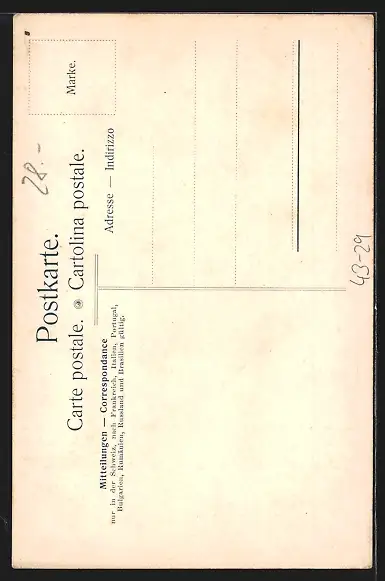 Postkarte.
Carte postale. Cartolina postale.
Marke.
28.-
Mitteilungen — Correspondance
nur in der Schweiz, nach Frankreich, Italien, Portugal,
Bulgarien, Rumänien, Russland und Brasilien gültig.
Adresse — Indirizzo
43-29